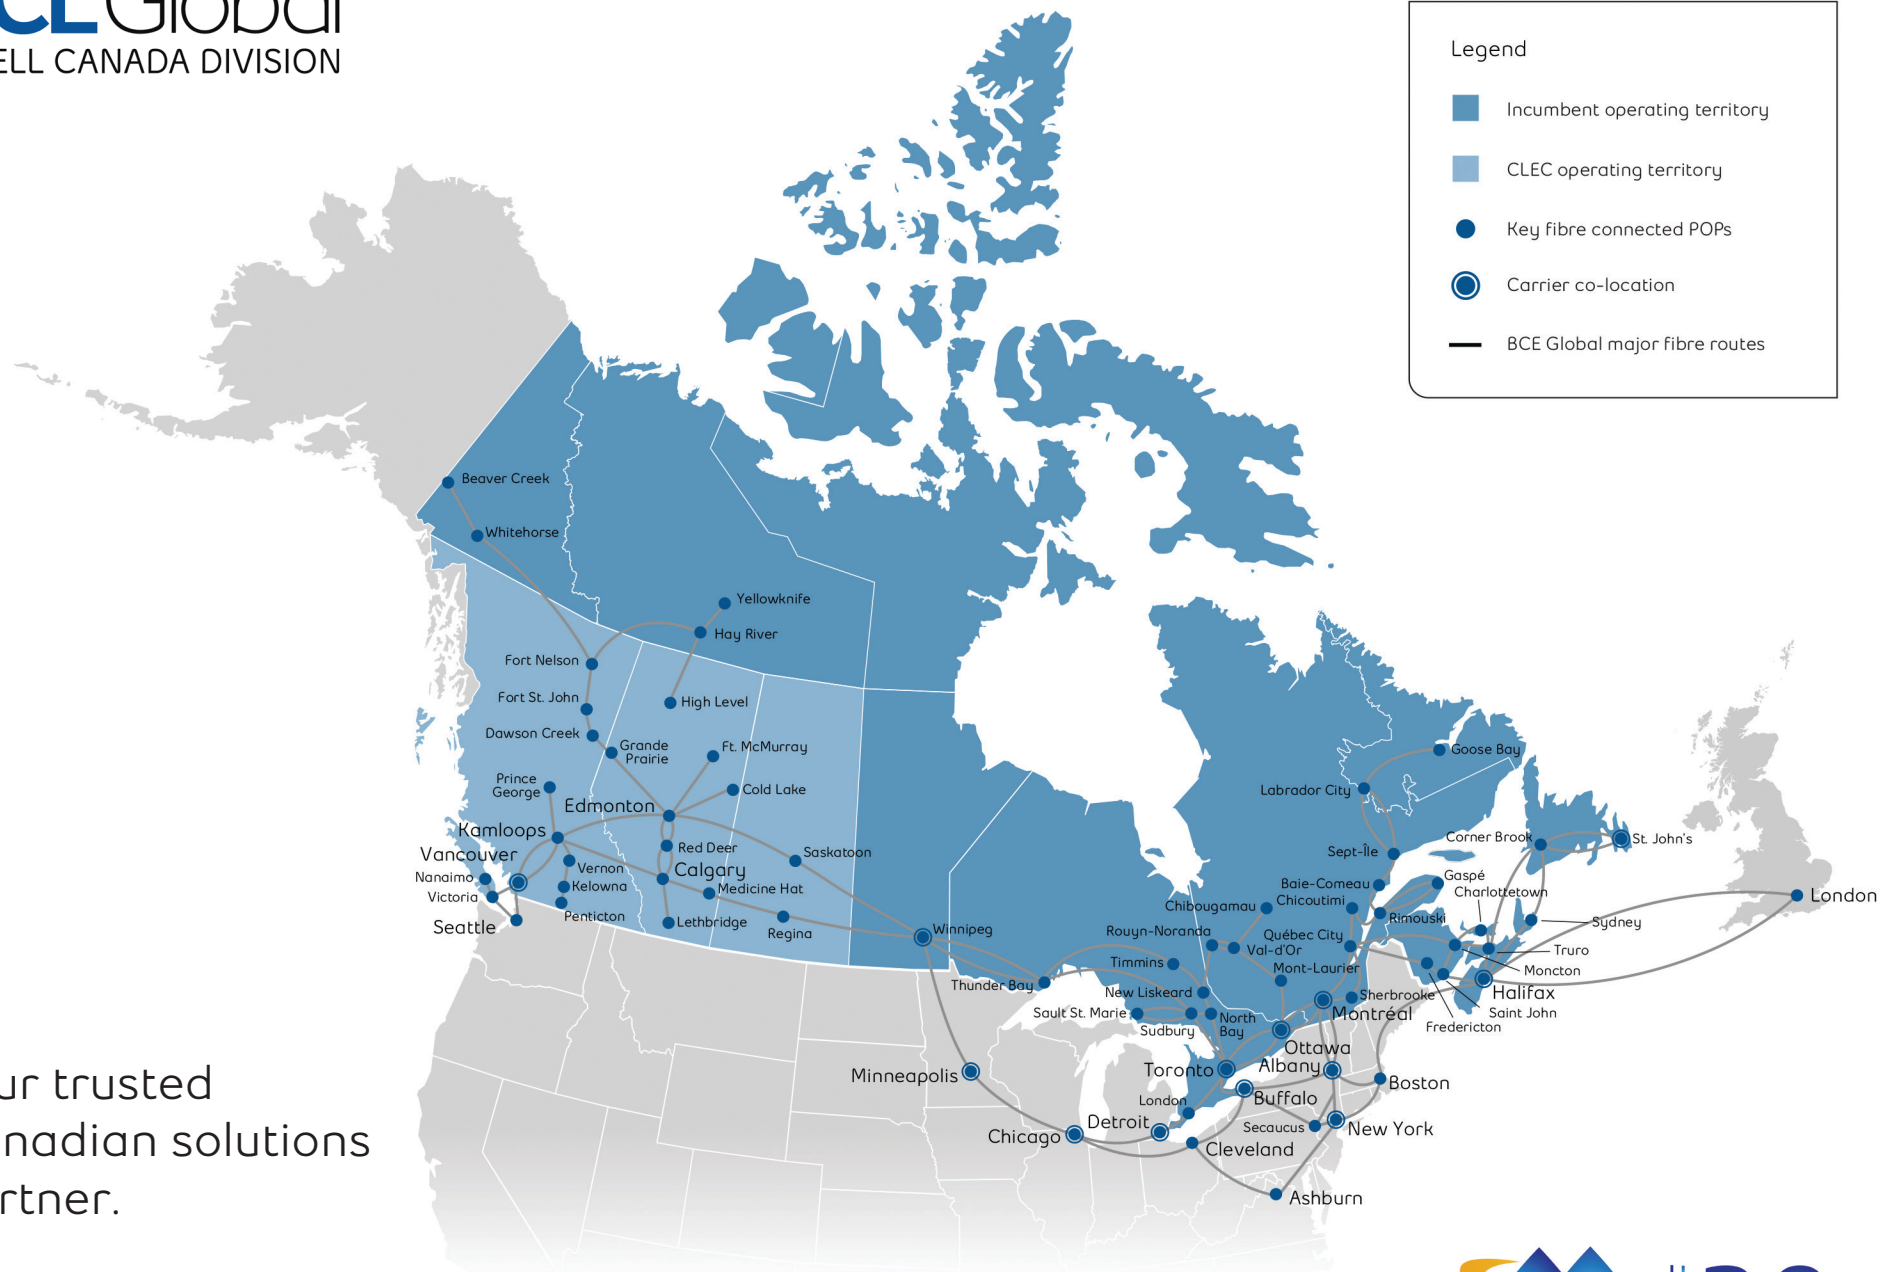 CE Global
ELL CANADA DIVISION
Legend
Incumbent operating territory
CLEC operating territory
Key fibre connected POPs
Carrier co-location
BCE Global major fibre routes
Beaver Creek
Whitehorse
Yellowknife
Hay River
Fort Nelson
Fort St. John
High Level
Dawson Creek
Grande
Prairie
Ft. McMurray
Prince
George
Cold Lake
Edmonton
Kamloops
Vancouver
Red Deer
Saskatoon
Calgary
Vernon
Nanaimo
Kelowna
Medicine Hat
Victoria
Penticton
Lethbridge
Seattle
Regina
Winnipeg
Goose Bay
Labrador City
Corner Brook
St. John's
Sept-Île
Gaspé
Baie-Comeau
Charlottetown
Chicoutimi
London
Chibougamau
Rimouski
Sydney
Rouyn-Noranda
Québec City
Val-d'Or
Truro
Timmins
Mont-Laurier
Moncton
Thunder Bay
New Liskeard
Sherbrooke
Halifax
Sault St. Marie
North
Bay
Montréal
Saint John
Sudbury
Fredericton
Ottawa
Minneapolis
Toronto
Albany
Boston
London
Buffalo
Detroit
Secaucus
New York
Chicago
Cleveland
Ashburn
ur trusted
nadian solutions
rtner.